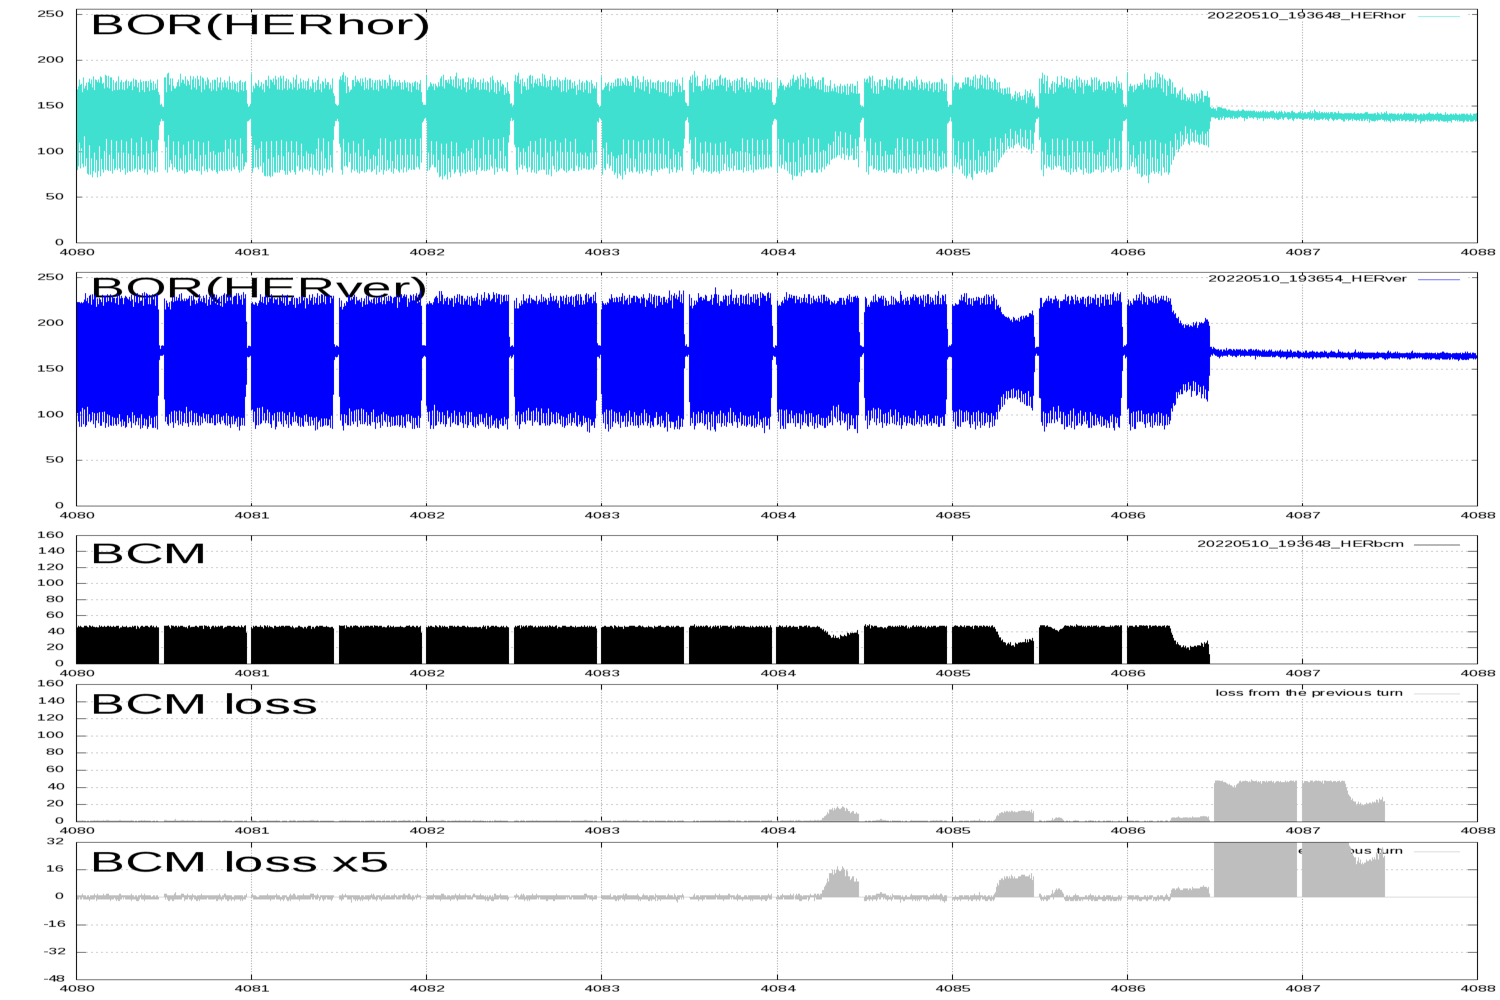 BOR(HERhor)
20220510_193648_HERhor
250
200
150
100
50
0
4080 4081 4082 4083 4084 4085 4086 4087 4088
BOR(HERver)
20220510_193654_HERver
250
200
150
100
50
0
4080 4081 4082 4083 4084 4085 4086 4087 4088
BCM
20220510_193648_HERbcm
160
140
120
100
80
60
40
20
0
4080 4081 4082 4083 4084 4085 4086 4087 4088
BCM loss
loss from the previous turn
160
140
120
100
80
60
40
20
0
4080 4081 4082 4083 4084 4085 4086 4087 4088
BCM loss x5
turn
32
16
0
-16
-32
-48
4080 4081 4082 4083 4084 4085 4086 4087 4088